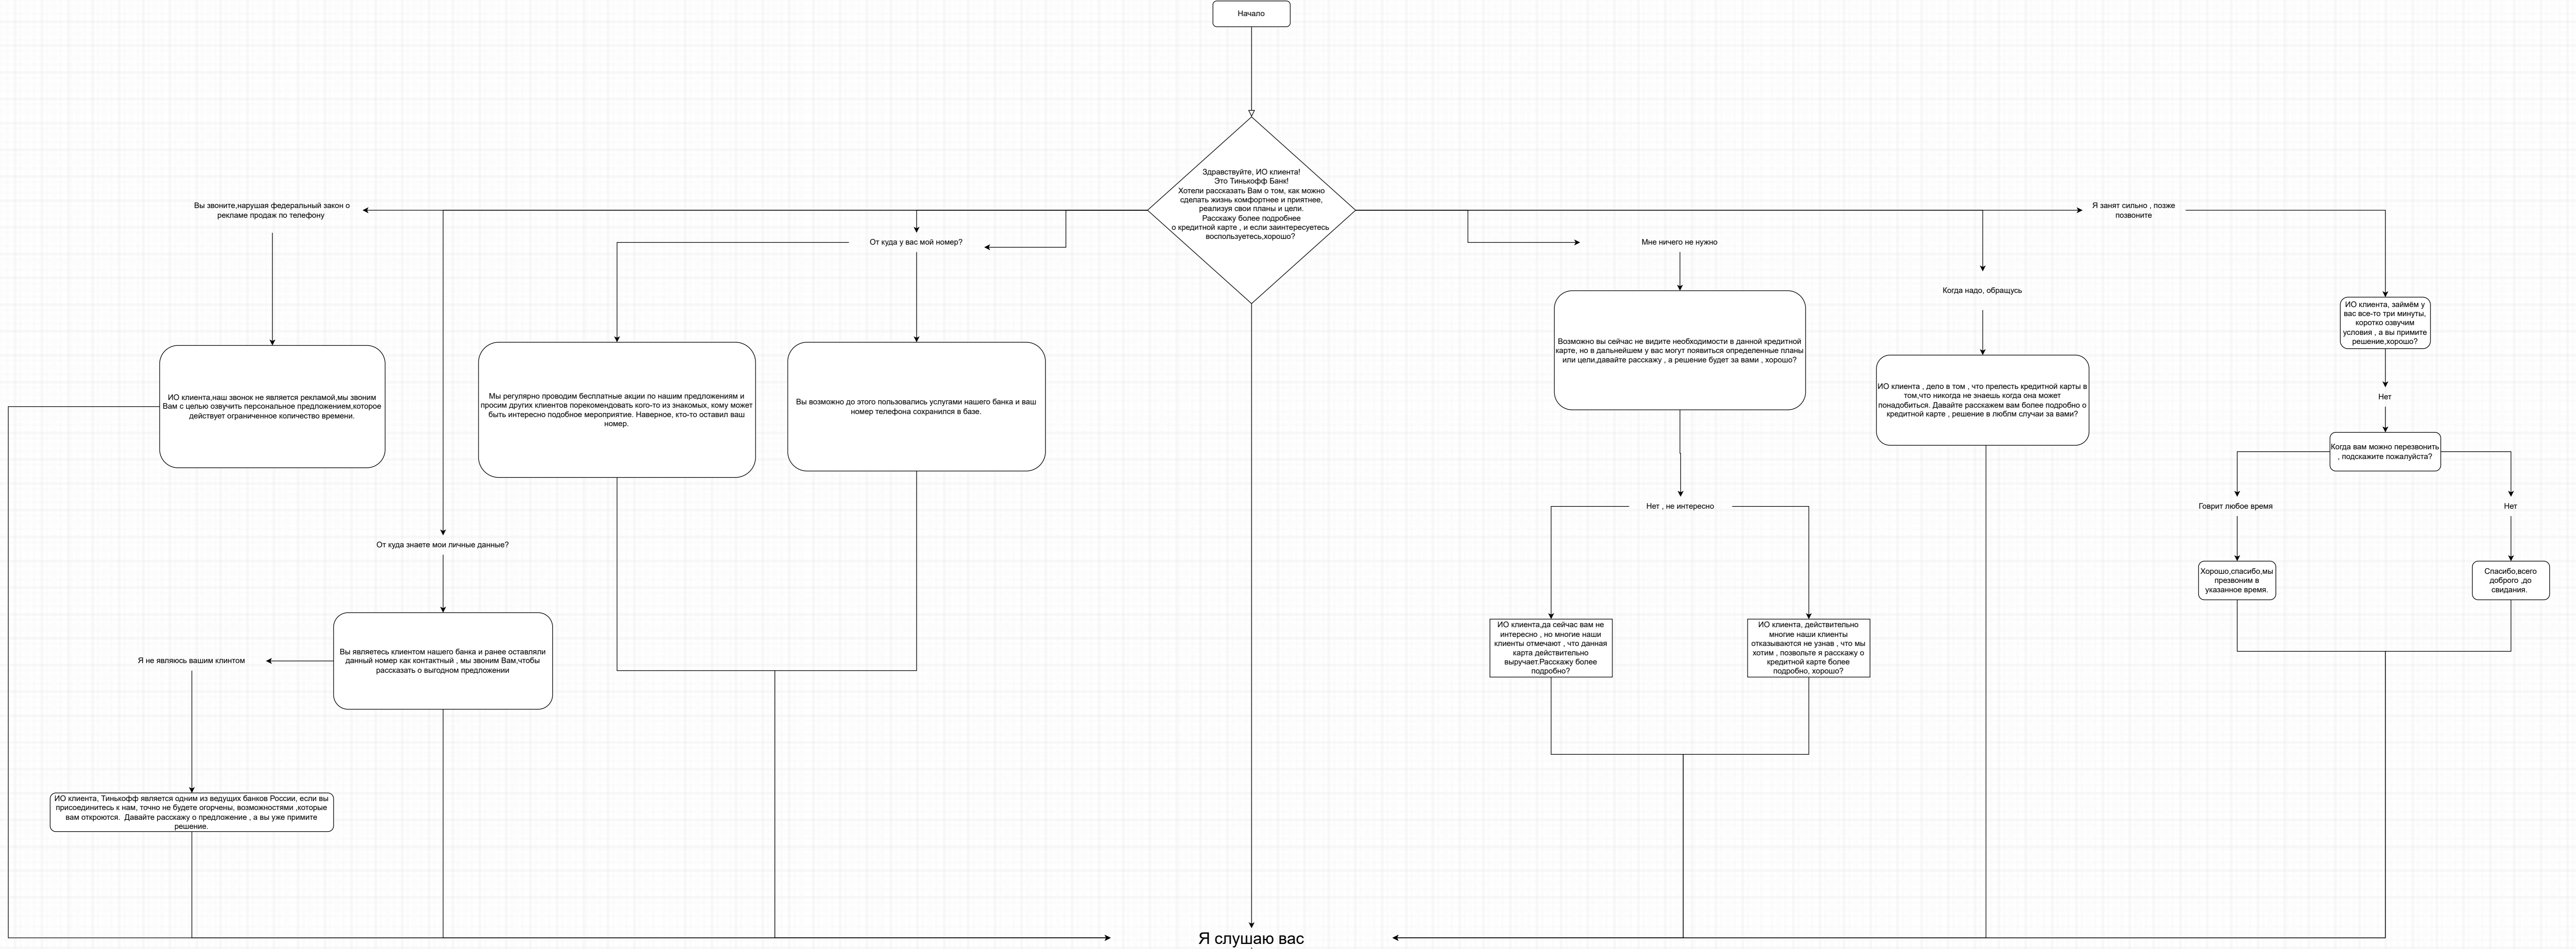 Начало
Здравствуйте, ИО клиента!
Это Тинькофф Банк!
Хотели рассказать Вам о том, как можно
сделать жизнь комфортнее и приятнее,
реализуя свои планы и цели.
Расскажу более подробнее
о кредитной карте , и если заинтересуетесь
воспользуетесь,хорошо?
Вы звоните,нарушая федеральный закон о
рекламе продаж по телефону
От куда у вас мой номер?
Мне ничего не нужно
Я занят сильно , позже
позвоните
Когда надо, обращусь
ИО клиента, займём у
вас все-то три минуты,
коротко озвучим
условия , а вы примите
решение,хорошо?
ИО клиента,наш звонок не является рекламой,мы звоним
Вам с целью озвучить персональное предложением,которое
действует ограниченное количество времени.
Мы регулярно проводим бесплатные акции по нашим предложениям и
просим других клиентов порекомендовать кого-то из знакомых, кому может
быть интересно подобное мероприятие. Наверное, кто-то оставил ваш
номер.
Вы возможно до этого пользовались услугами нашего банка и ваш
номер телефона сохранился в базе.
Возможно вы сейчас не видите необходимости в данной кредитной
карте, но в дальнейшем у вас могут появиться определенные планы
или цели,давайте расскажу , а решение будет за вами , хорошо?
ИО клиента , дело в том , что прелесть кредитной карты в
том,что никогда не знаешь когда она может
понадобиться. Давайте расскажем вам более подробно о
кредитной карте , решение в люблм случаи за вами?
Нет
Когда вам можно перезвонить
, подскажите пожалуйста?
Нет , не интересно
Говрит любое время
Нет
От куда знаете мои личные данные?
Хорошо,спасибо,мы
презвоним в
указанное время.
Спасибо,всего
доброго ,до
свидания.
Вы являетесь клиентом нашего банка и ранее оставляли
данный номер как контактный , мы звоним Вам,чтобы
рассказать о выгодном предложении
Я не являюсь вашим клинтом
ИО клиента,да сейчас вам не
интересно , но многие наши
клиенты отмечают , что данная
карта действительно
выручает.Расскажу более
подробно?
ИО клиента, действительно
многие наши клиенты
отказываются не узнав , что мы
хотим , позвольте я расскажу о
кредитной карте более
подробно, хорошо?
ИО клиента, Тинькофф является одним из ведущих банков России, если вы
присоединитесь к нам, точно не будете огорчены, возможностями ,которые
вам откроются. Давайте расскажу о предложение , а вы уже примите
решение.
Я слушаю вас